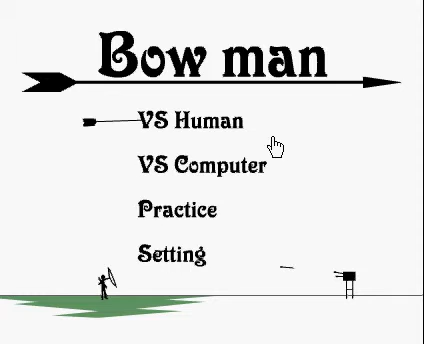 Bow man
VS Human
VS Computer
Practice
Setting